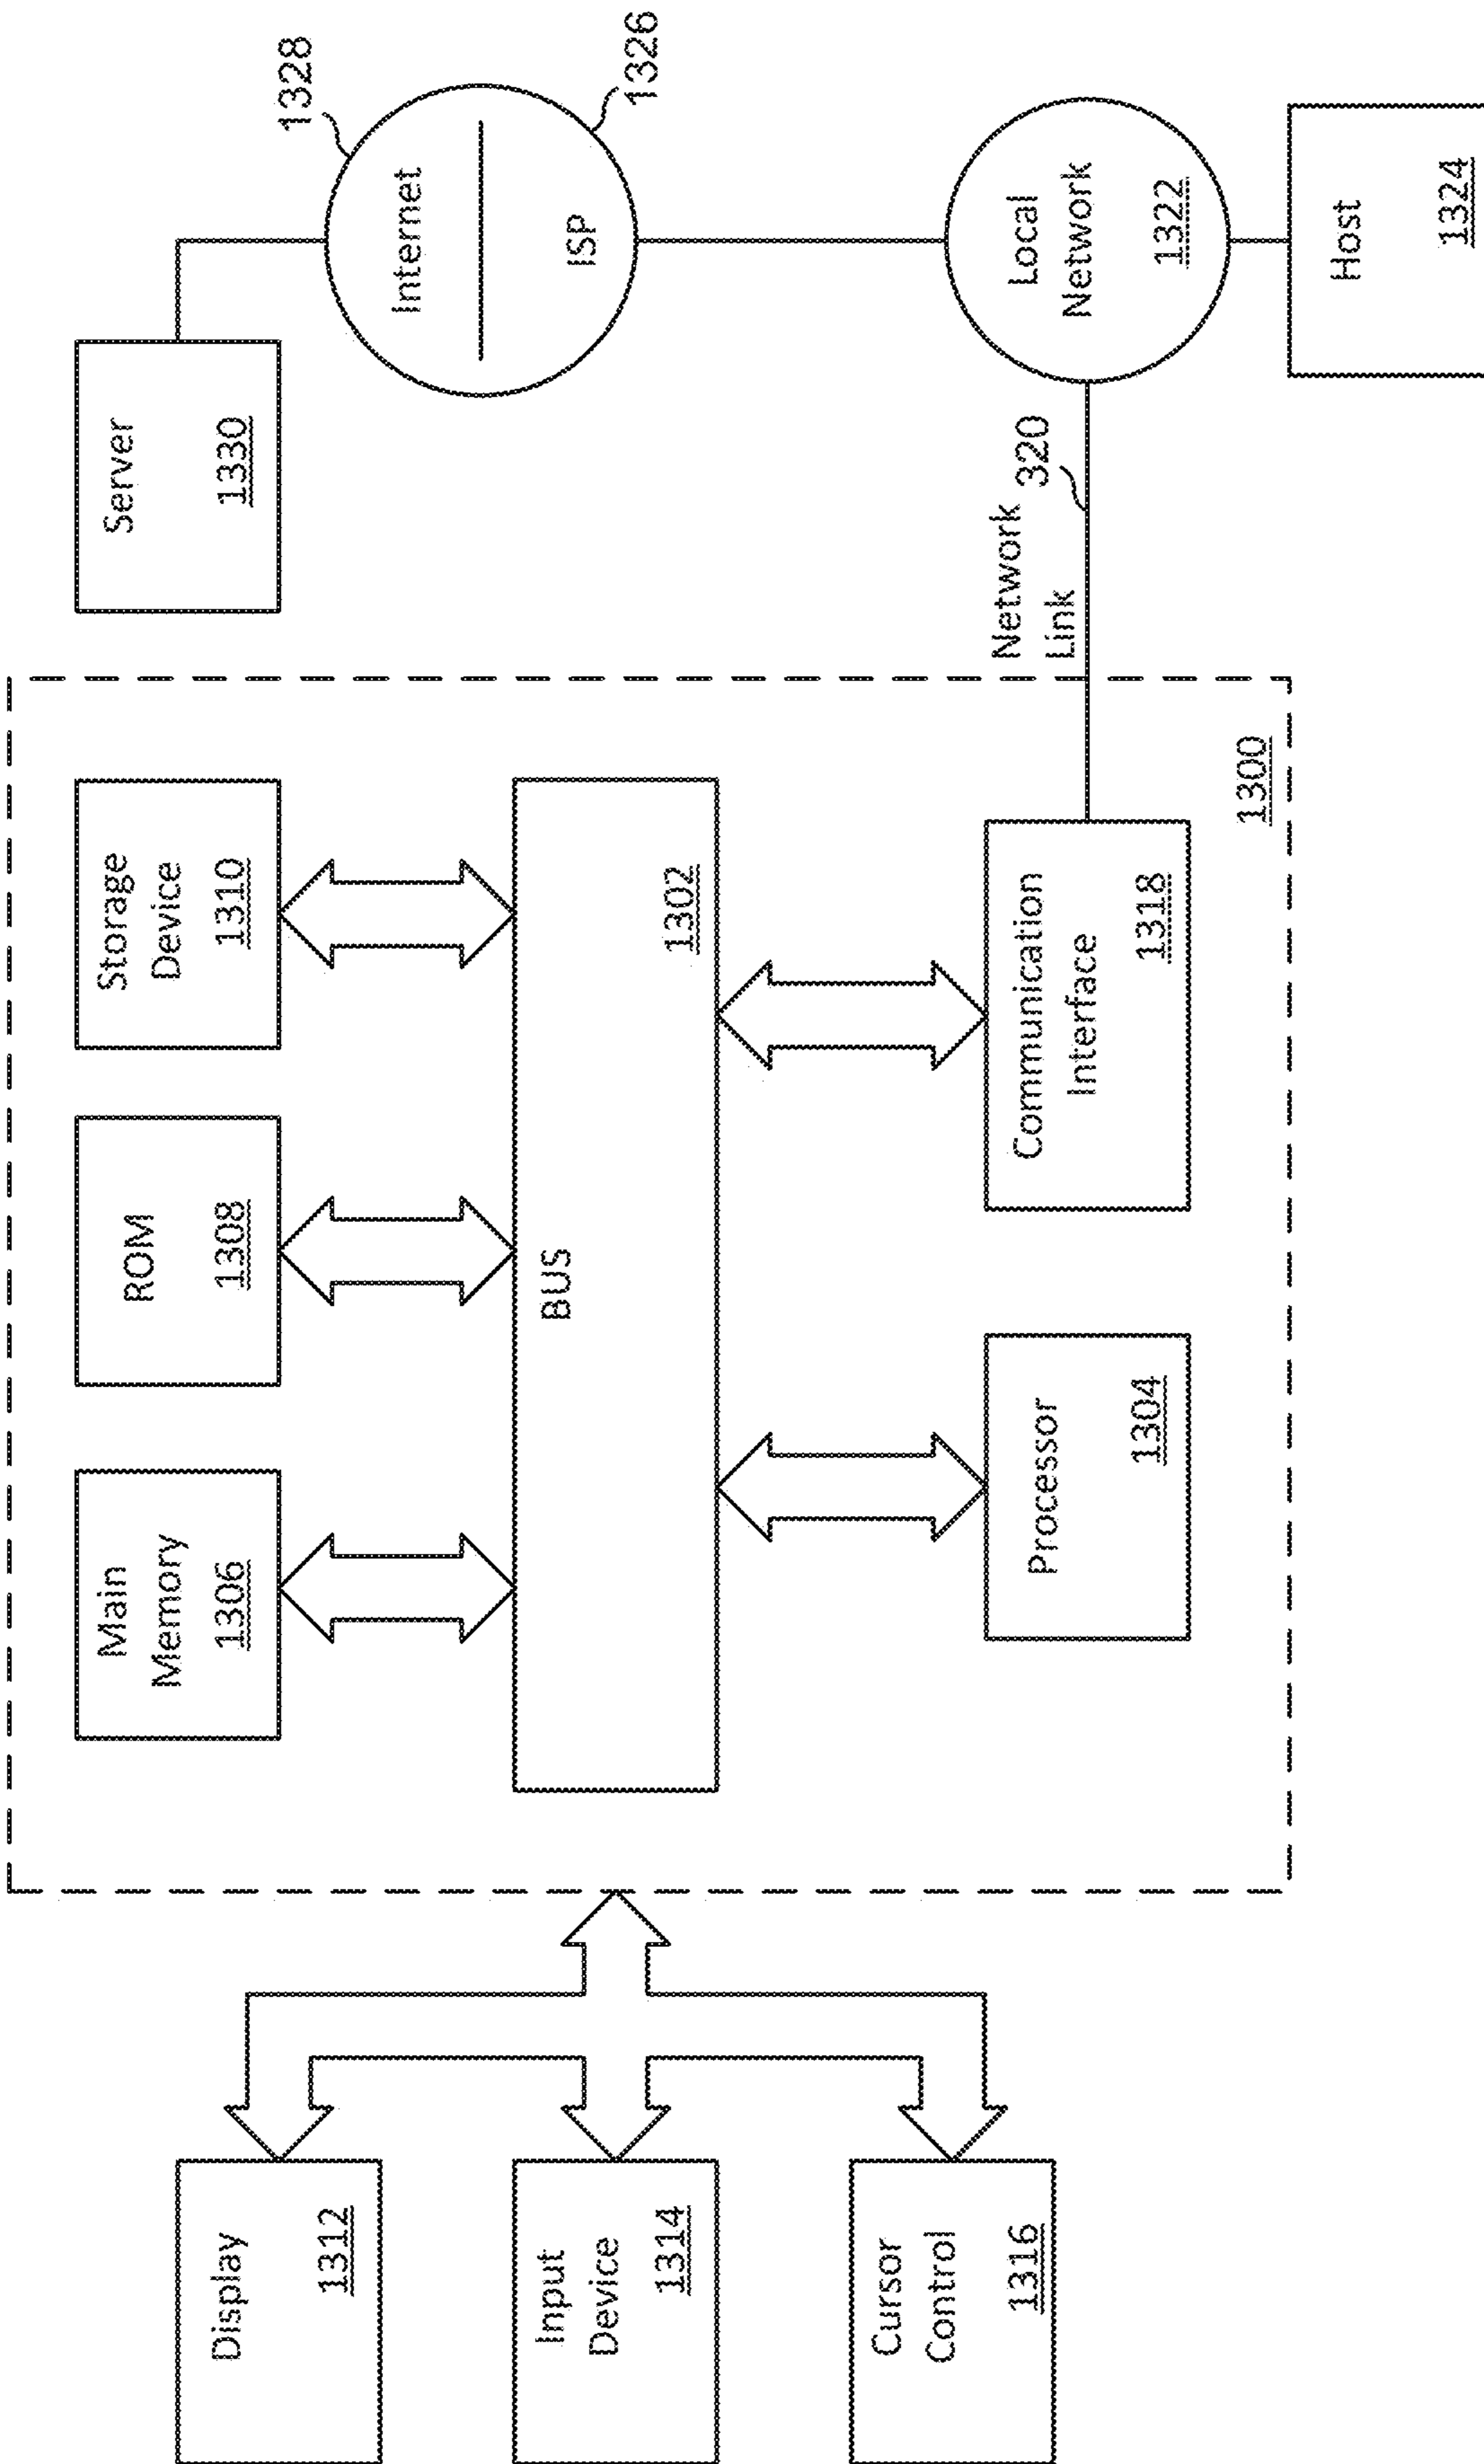 Display
1312
Input
Device
1314
Cursor
Control
1316
Main
Memory
1306
ROM
1308
Storage
Device
1310
BUS
1302
Processor
1304
Communication
Interface
1318
1300
Network
Link
320
Server
1330
1328
Internet
ISP
1326
Local
Network
1322
Host
1324